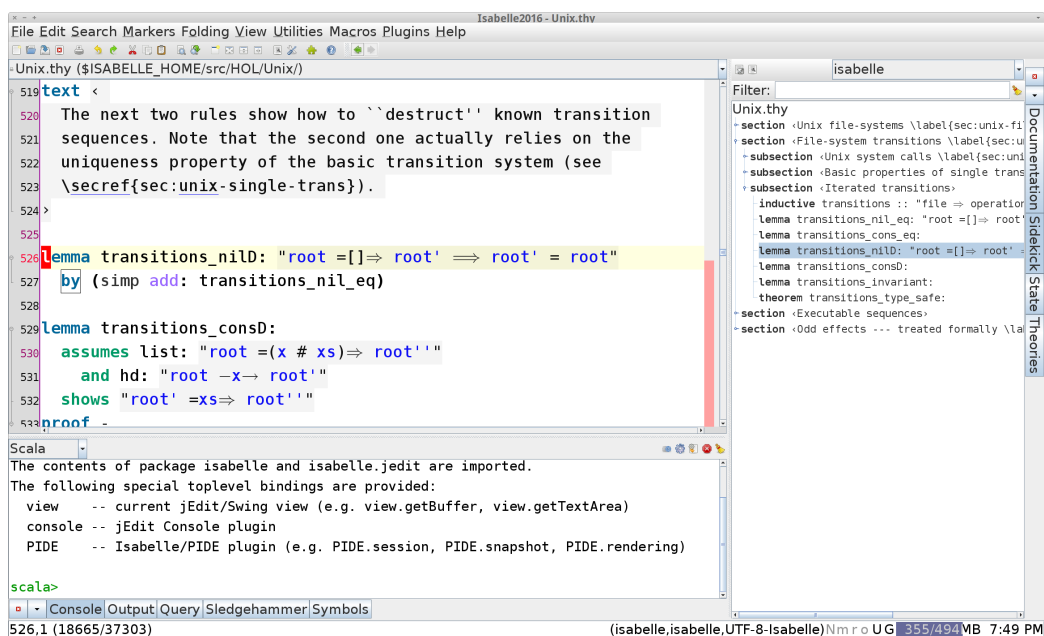 Isabelle2016 - Unix.thy
File Edit Search Markers Folding View Utilities Macros Plugins Help
Unix.thy ($ISABELLE_HOME/src/HOL/Unix/)
519 text ‹
520 The next two rules show how to ``destruct'' known transition
521 sequences. Note that the second one actually relies on the
522 uniqueness property of the basic transition system (see
523 \secref{sec:unix-single-trans}).
524 ›
525
526 lemma transitions_nilD: "root =[]⇒ root' ⟹ root' = root"
527 by (simp add: transitions_nil_eq)
528
529 lemma transitions_consD:
530 assumes list: "root =(x # xs)⇒ root''"
531 and hd: "root —x→ root'"
532 shows "root' =xs⇒ root''"
533 proof -
isabelle
Filter:
Unix.thy
section ‹Unix file-systems \label{sec:unix-fi
section ‹File-system transitions \label{sec:u
subsection ‹Unix system calls \label{sec:uni
subsection ‹Basic properties of single trans
subsection ‹Iterated transitions›
inductive transitions :: "file ⇒ operation
lemma transitions_nil_eq: "root =[]⇒ root'
lemma transitions_cons_eq:
lemma transitions_nilD: "root =[]⇒ root' =
lemma transitions_consD:
lemma transitions_invariant:
theorem transitions_type_safe:
section ‹Executable sequences›
section ‹Odd effects --- treated formally \la
Documentation
Sidekick
State
Theories
Scala
The contents of package isabelle and isabelle.jedit are imported.
The following special toplevel bindings are provided:
view -- current jEdit/Swing view (e.g. view.getBuffer, view.getTextArea)
console -- jEdit Console plugin
PIDE -- Isabelle/PIDE plugin (e.g. PIDE.session, PIDE.snapshot, PIDE.rendering)
scala>
Console Output Query Sledgehammer Symbols
526,1 (18665/37303) (isabelle,isabelle,UTF-8-Isabelle)N m r o U G 355/494MB 7:49 PM